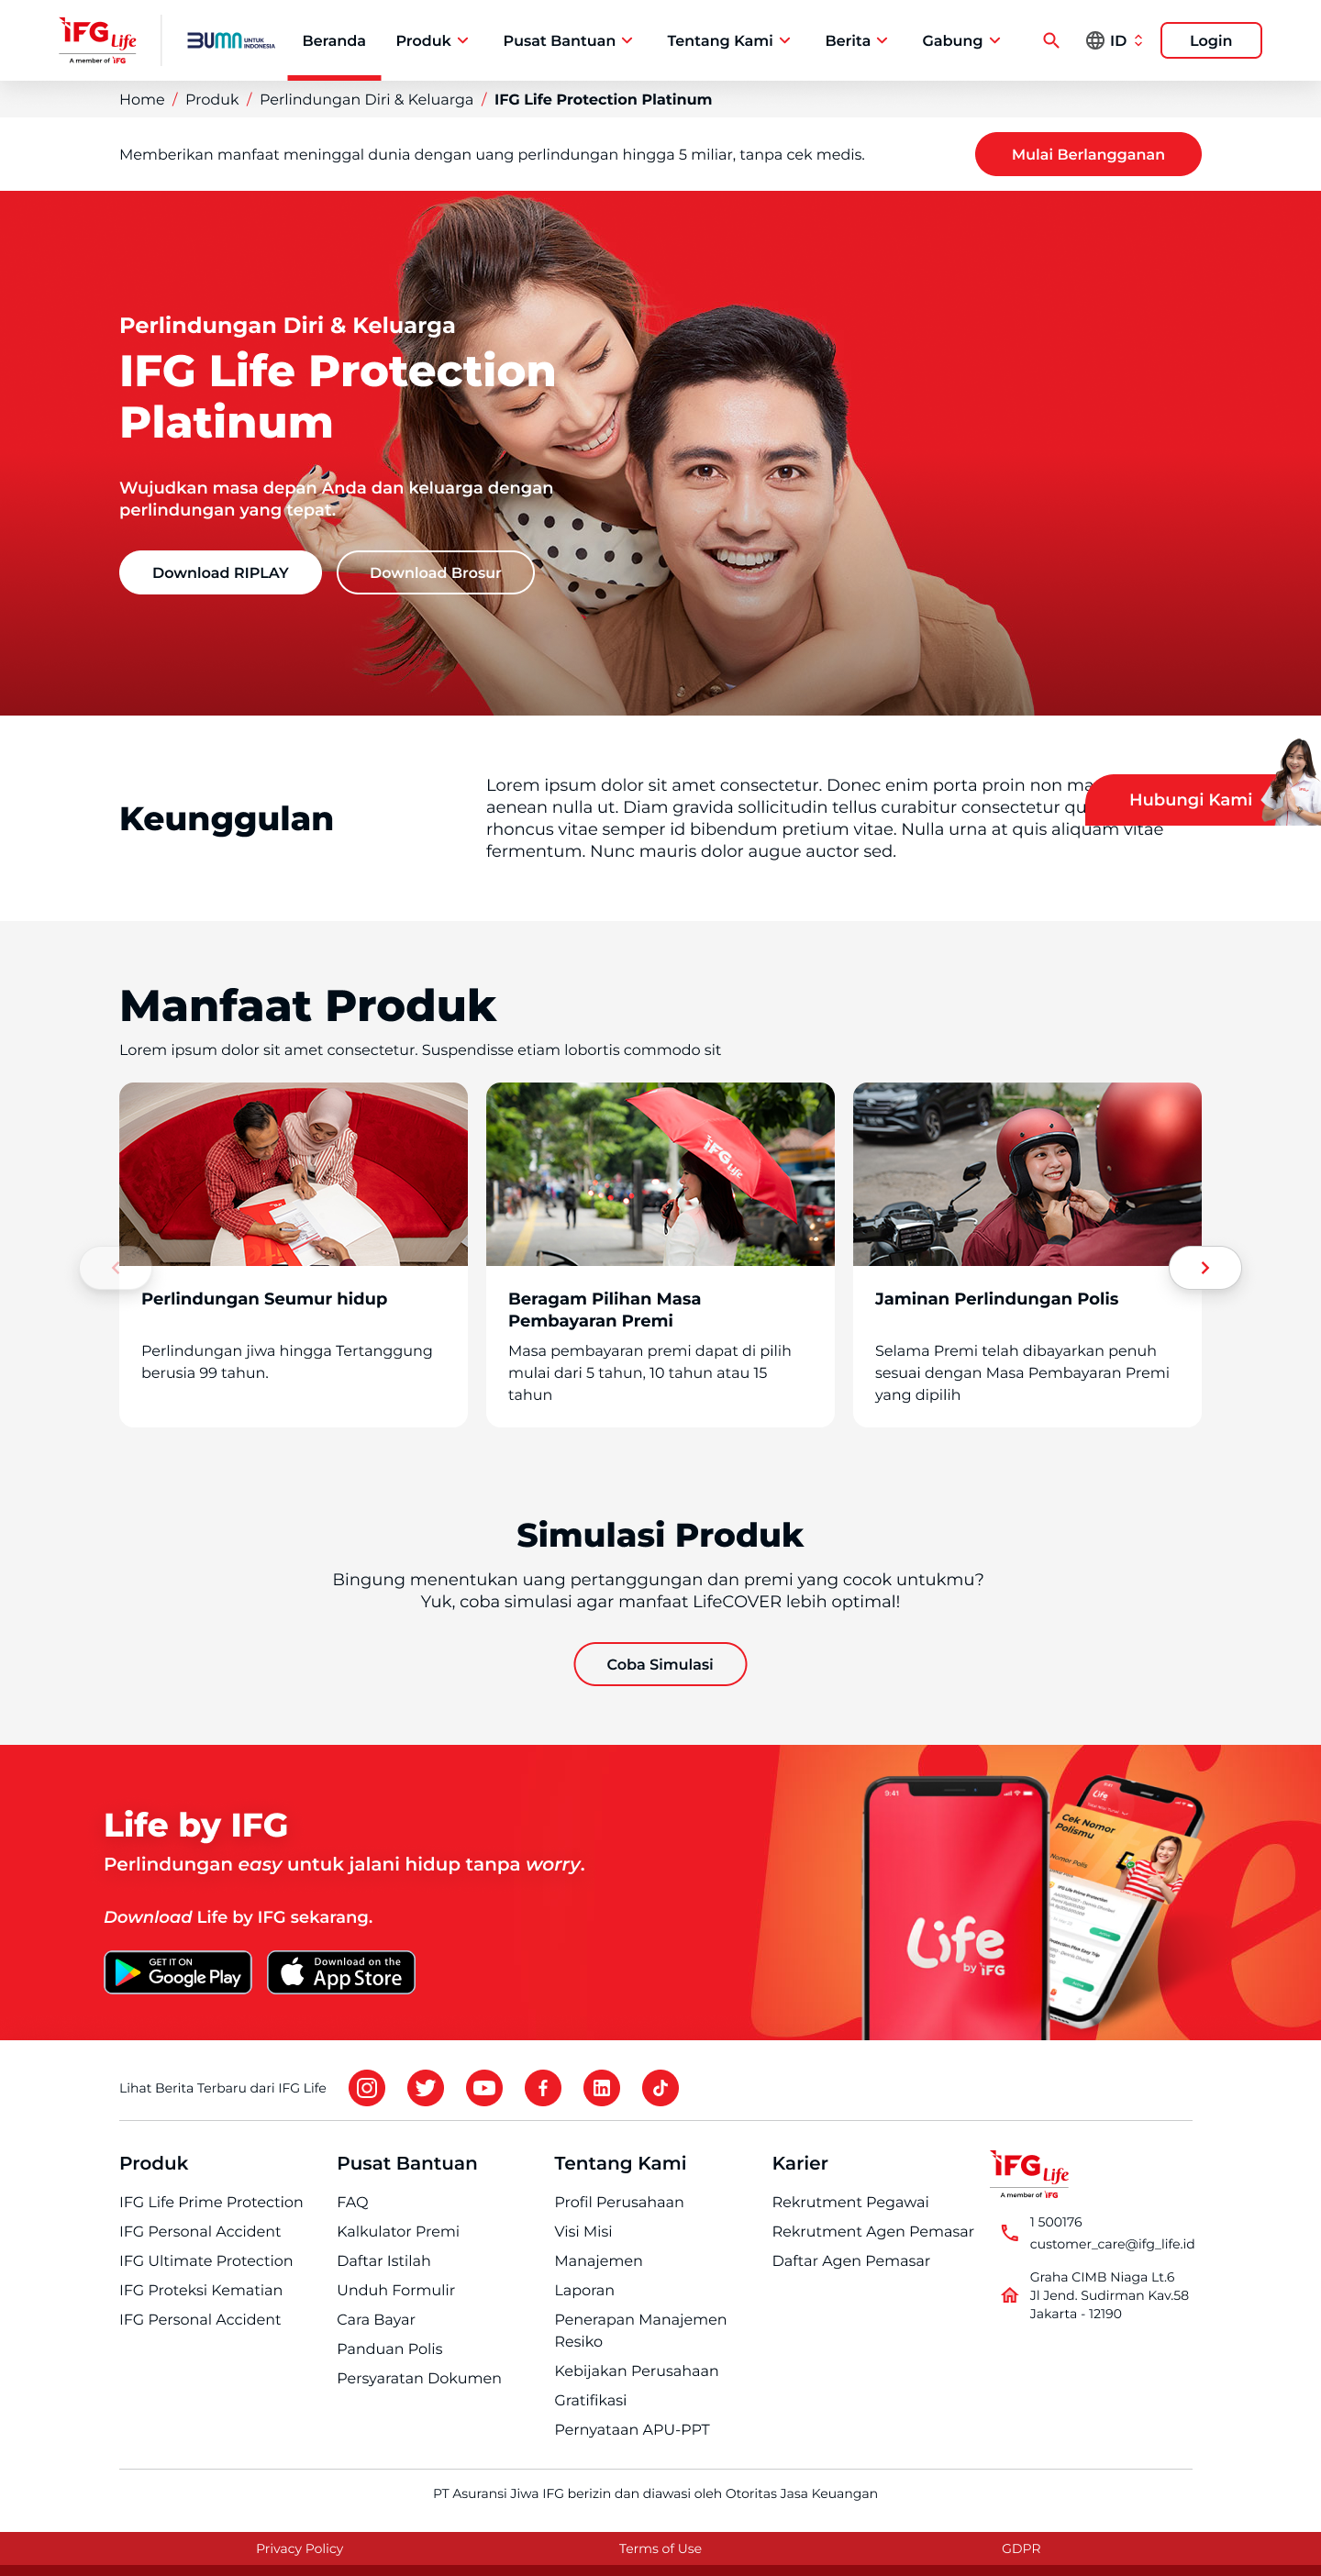 iFG Life
A member of iFG
BUMN UNTUK INDONESIA
Beranda
Produk
Pusat Bantuan
Tentang Kami
Berita
Gabung
ID
Login
Home / Produk / Perlindungan Diri & Keluarga / IFG Life Protection Platinum
Memberikan manfaat meninggal dunia dengan uang perlindungan hingga 5 miliar, tanpa cek medis.
Mulai Berlangganan
Perlindungan Diri & Keluarga
IFG Life Protection
Platinum
Wujudkan masa depan Anda dan keluarga dengan
perlindungan yang tepat.
Download RIPLAY
Download Brosur
Keunggulan
Lorem ipsum dolor sit amet consectetur. Donec enim porta proin non
aenean nulla ut. Diam gravida sollicitudin tellus curabitur consectetur
rhoncus vitae semper id bibendum pretium vitae. Nulla urna at quis aliquam vitae
fermentum. Nunc mauris dolor augue auctor sed.
Hubungi Kami
Manfaat Produk
Lorem ipsum dolor sit amet consectetur. Suspendisse etiam lobortis commodo sit
iFG Life
Perlindungan Seumur hidup
Perlindungan jiwa hingga Tertanggung
berusia 99 tahun.
Beragam Pilihan Masa
Pembayaran Premi
Masa pembayaran premi dapat di pilih
mulai dari 5 tahun, 10 tahun atau 15
tahun
Jaminan Perlindungan Polis
Selama Premi telah dibayarkan penuh
sesuai dengan Masa Pembayaran Premi
yang dipilih
Simulasi Produk
Bingung menentukan uang pertanggungan dan premi yang cocok untukmu?
Yuk, coba simulasi agar manfaat LifeCOVER lebih optimal!
Coba Simulasi
Life by IFG
Perlindungan easy untuk jalani hidup tanpa worry.
Download Life by IFG sekarang.
GET IT ON
Google Play
Download on the
App Store
9:41
Life
by iFG
Life
Cek Nomor
Polismu
Nomor Polis
Lihat Berita Terbaru dari IFG Life
Produk
IFG Life Prime Protection
IFG Personal Accident
IFG Ultimate Protection
IFG Proteksi Kematian
IFG Personal Accident
Pusat Bantuan
FAQ
Kalkulator Premi
Daftar Istilah
Unduh Formulir
Cara Bayar
Panduan Polis
Persyaratan Dokumen
Tentang Kami
Profil Perusahaan
Visi Misi
Manajemen
Laporan
Penerapan Manajemen
Resiko
Kebijakan Perusahaan
Gratifikasi
Pernyataan APU-PPT
Karier
Rekrutment Pegawai
Rekrutment Agen Pemasar
Daftar Agen Pemasar
iFG Life
A member of iFG
1 500176
customer_care@ifg_life.id
Graha CIMB Niaga Lt.6
Jl Jend. Sudirman Kav.58
Jakarta - 12190
PT Asuransi Jiwa IFG berizin dan diawasi oleh Otoritas Jasa Keuangan
Privacy Policy
Terms of Use
GDPR